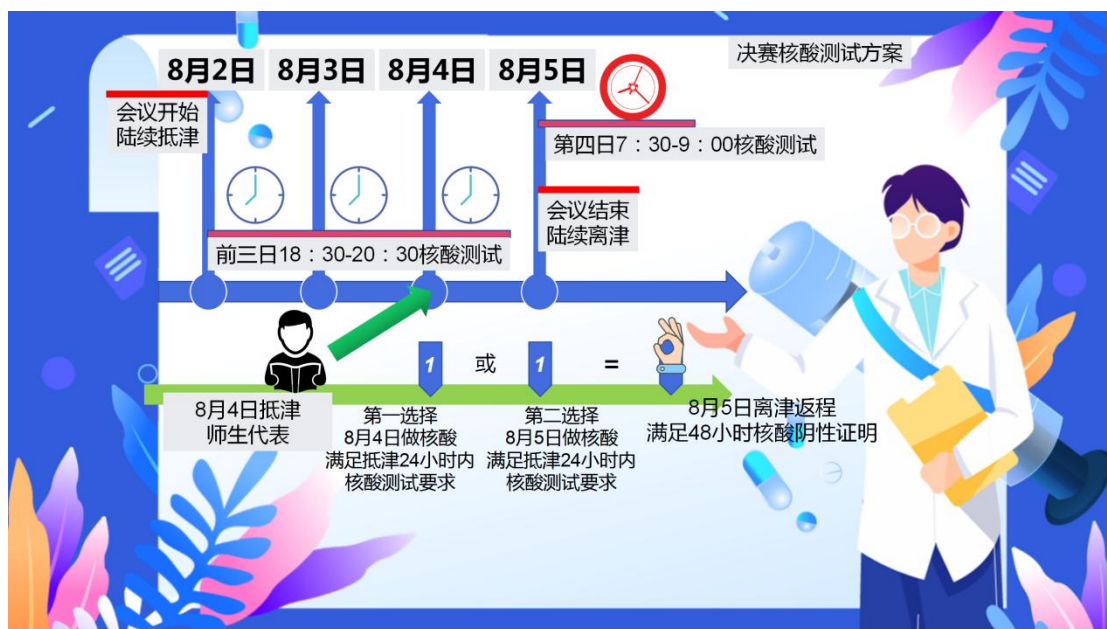 决赛核酸测试方案
8月2日 8月3日 8月4日 8月5日
会议开始
陆续抵津
第四日7：30-9：00核酸测试
会议结束
陆续离津
前三日18：30-20：30核酸测试
1 或 1 =
8月4日抵津
师生代表
第一选择
8月4日做核酸
满足抵津24小时内
核酸测试要求
第二选择
8月5日做核酸
满足抵津24小时内
核酸测试要求
8月5日离津返程
满足48小时核酸阴性证明